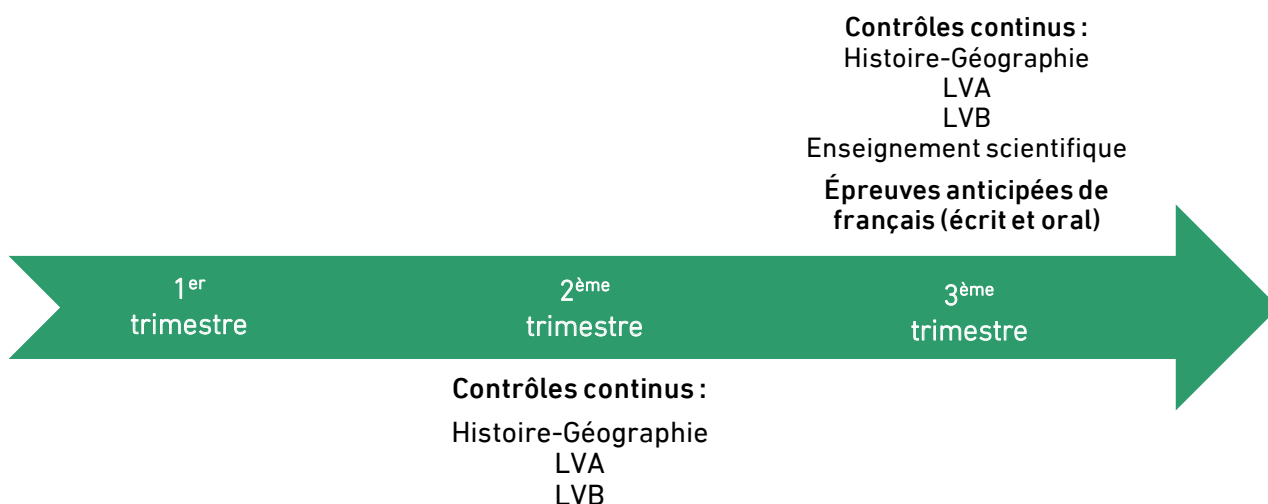 Contrôles continus :
Histoire-Géographie
LVA
LVB
Enseignement scientifique
Épreuves anticipées de
français (écrit et oral)
1er
trimestre
2ème
trimestre
3ème
trimestre
Contrôles continus :
Histoire-Géographie
LVA
LVB